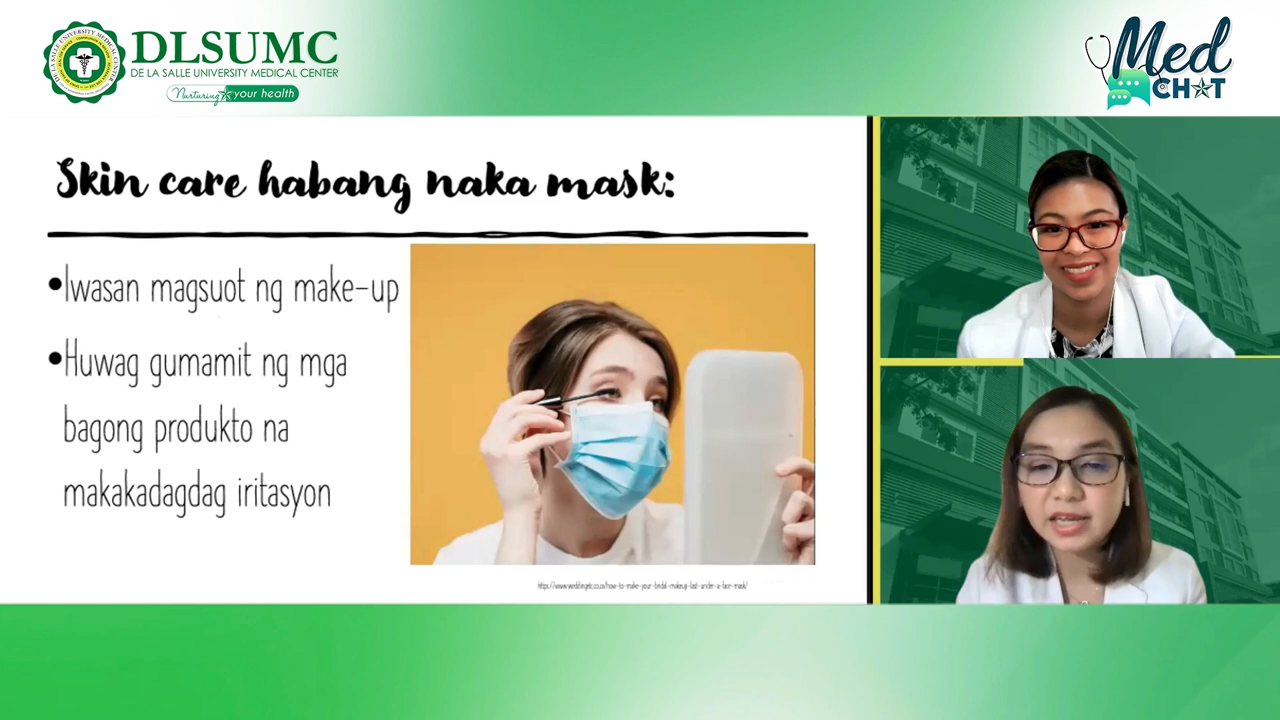 DLSUMC
DE LA SALLE UNIVERSITY MEDICAL CENTER
Nurturing your health
Med
CHAT
Skin care habang naka mask:
•Iwasan magsuot ng make-up
•Huwag gumamit ng mga
bagong produkto na
makakadagdag iritasyon